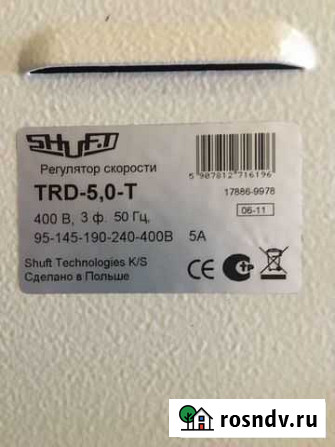 SHUFT
Регулятор скорости
TRD-5,0-T
400 В, 3 ф. 50 Гц,
95-145-190-240-400В 5А
Shuft Technologies K/S
Сделано в Польше
5 907812 716196
17886-9978
06-11
CE
rosndv.ru